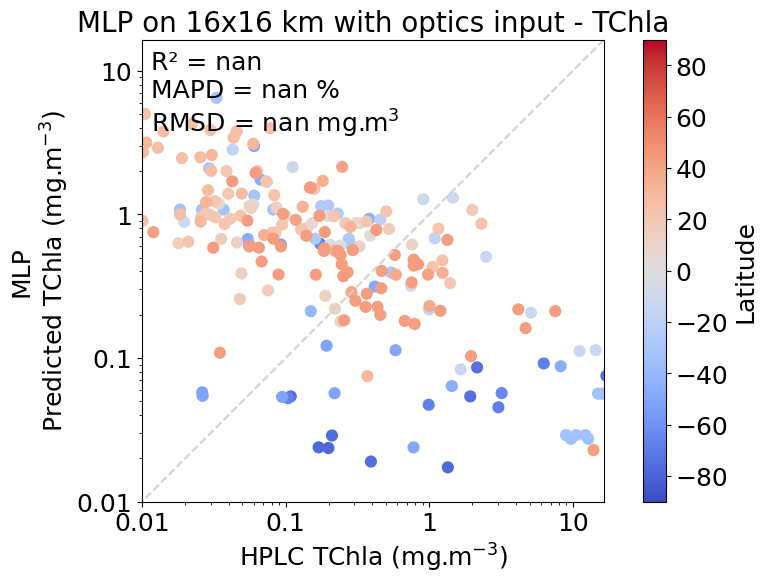 MLP on 16x16 km with optics input - TChla
R² = nan
MAPD = nan %
RMSD = nan mg.m⁻³
10
1
0.1
0.01
MLP
Predicted TChla (mg.m⁻³)
0.01
0.1
1
10
HPLC TChla (mg.m⁻³)
80
60
40
20
0
−20
−40
−60
−80
Latitude